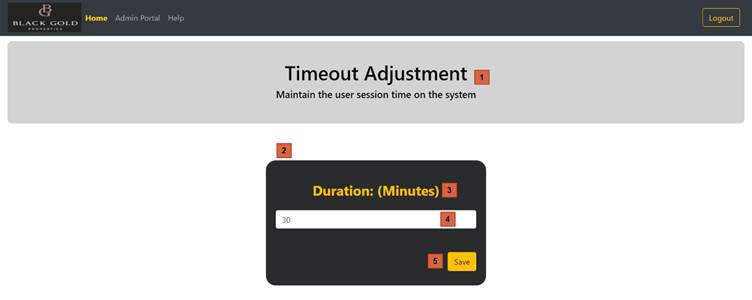 BLACK GOLD
PROPERTIES
Home Admin Portal Help Logout
Timeout Adjustment 1
Maintain the user session time on the system
2
Duration: (Minutes) 3
30 4
5 Save